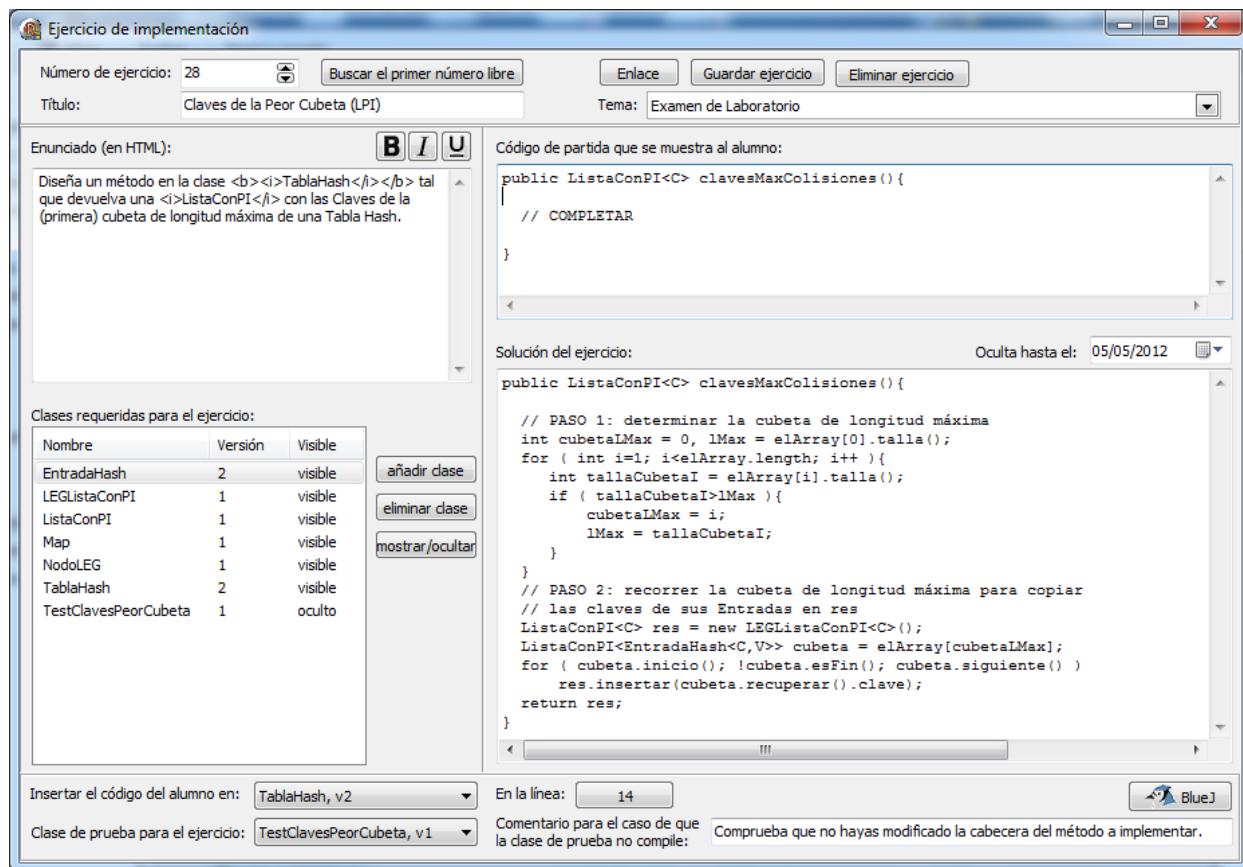 Ejercicio de implementación
Número de ejercicio: 28 Buscar el primer número libre Enlace Guardar ejercicio Eliminar ejercicio
Título: Claves de la Peor Cubeta (LPI) Tema: Examen de Laboratorio
Enunciado (en HTML): B I U
Diseña un método en la clase <b><i>TablaHash</i></b> tal
que devuelva una <i>ListaConPI</i> con las Claves de la
(primera) cubeta de longitud máxima de una Tabla Hash.
Clases requeridas para el ejercicio:
Nombre Versión Visible
EntradaHash 2 visible
LEGListaConPI 1 visible
ListaConPI 1 visible
Map 1 visible
NodoLEG 1 visible
TablaHash 2 visible
TestClavesPeorCubeta 1 oculto
añadir clase
eliminar clase
mostrar/ocultar
Código de partida que se muestra al alumno:
public ListaConPI<C> clavesMaxColisiones(){
// COMPLETAR
}
Solución del ejercicio: Oculta hasta el: 05/05/2012
public ListaConPI<C> clavesMaxColisiones(){
// PASO 1: determinar la cubeta de longitud máxima
int cubetaLMax = 0, lMax = elArray[0].talla();
for ( int i=1; i<elArray.length; i++ ){
int tallaCubetaI = elArray[i].talla();
if ( tallaCubetaI>lMax ){
cubetaLMax = i;
lMax = tallaCubetaI;
}
}
// PASO 2: recorrer la cubeta de longitud máxima para copiar
// las claves de sus Entradas en res
ListaConPI<C> res = new LEGListaConPI<C>();
ListaConPI<EntradaHash<C,V>> cubeta = elArray[cubetaLMax];
for ( cubeta.inicio(); !cubeta.esFin(); cubeta.siguiente() )
res.insertar(cubeta.recuperar().clave);
return res;
}
Insertar el código del alumno en: TablaHash, v2
Clase de prueba para el ejercicio: TestClavesPeorCubeta, v1
En la línea: 14 BlueJ
Comentario para el caso de que
la clase de prueba no compile: Comprueba que no hayas modificado la cabecera del método a implementar.